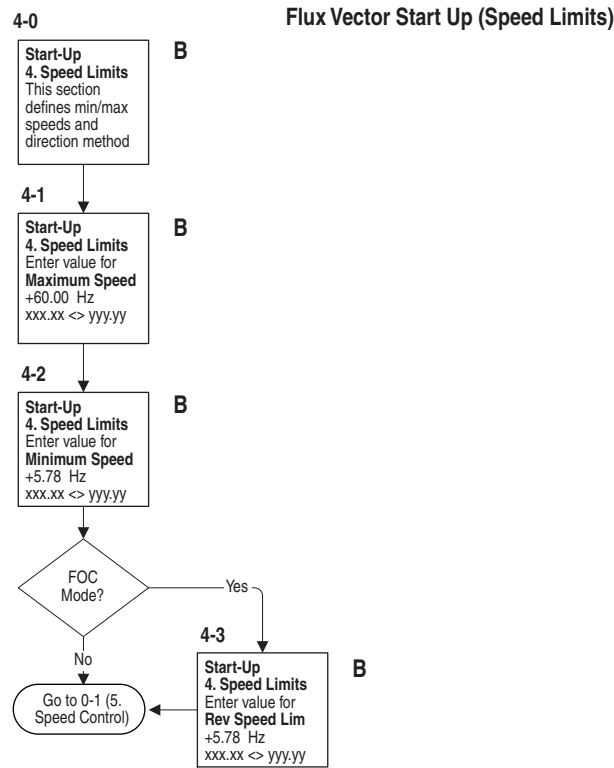 Flux Vector Start Up (Speed Limits)
4-0
B
Start-Up
4. Speed Limits
This section
defines min/max
speeds and
direction method
4-1
B
Start-Up
4. Speed Limits
Enter value for
Maximum Speed
+60.00 Hz
xxx.xx <> yyy.yy
4-2
B
Start-Up
4. Speed Limits
Enter value for
Minimum Speed
+5.78 Hz
xxx.xx <> yyy.yy
FOC
Mode?
Yes
No
4-3
B
Start-Up
4. Speed Limits
Enter value for
Rev Speed Lim
+5.78 Hz
xxx.xx <> yyy.yy
Go to 0-1 (5.
Speed Control)